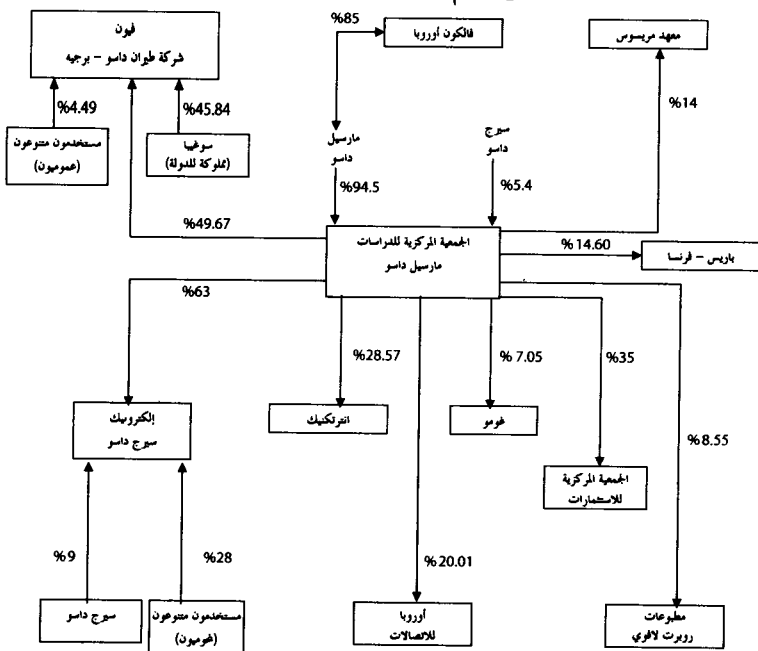 %85
فيون
شركة طيران داسو – برجيه
فالكون أوروبا
معهد مريسوس
%4.49
%45.84
%14
مستخدمون متنوعون
(عموميون)
سوغيبا
(مملوكة للدولة)
مارسيل
داسو
سيرج
داسو
%94.5
%5.4
%49.67
الجمعية المركزية للدراسات
مارسيل داسو
%14.60
باريس – فرنسا
%63
%28.57
% 7.05
%35
إلكترونيك
سيرج داسو
انترتكنيك
غومو
%8.55
الجمعية المركزية
للاستثمارات
%9
%28
%20.01
سيرج داسو
مستخدمون متنوعون
(عموميون)
أوروبا
للاتصالات
مطبوعات
روبرت لافوي